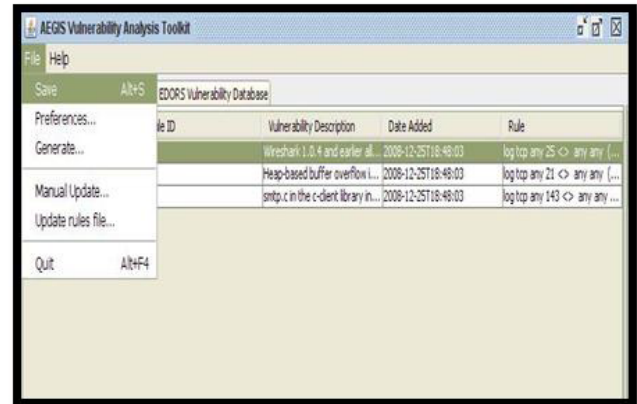 AEGIS Vulnerability Analysis Toolkit
File Help
Save Alt+S
Preferences...
Generate...
Manual Update...
Update rules file...
Quit Alt+F4
EDORS Vulnerability Database
le ID Vulnerability Description Date Added Rule
Wireshark 1.0.4 and earlier all... 2008-12-25T18:48:03 log tcp any 25 <> any any (...
Heap-based buffer overflow i... 2008-12-25T18:48:03 log tcp any 21 <> any any (...
smtp.c in the c-client library in... 2008-12-25T18:48:03 log tcp any 143 <> any any ...